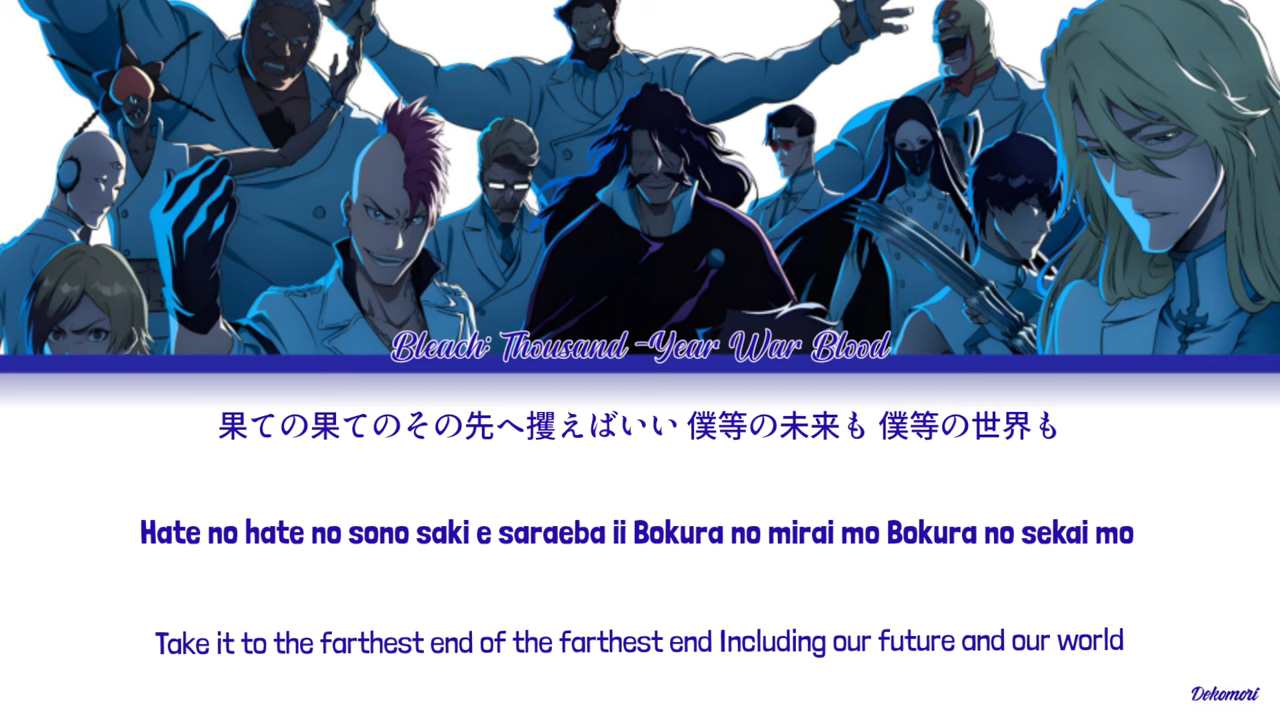 Bleach: Thousand-Year War Blood
果ての果てのその先へ攫えばいい 僕等の未来も 僕等の世界も
Hate no hate no sono saki e saraeba ii Bokura no mirai mo Bokura no sekai mo
Take it to the farthest end of the farthest end Including our future and our world
Dekomori